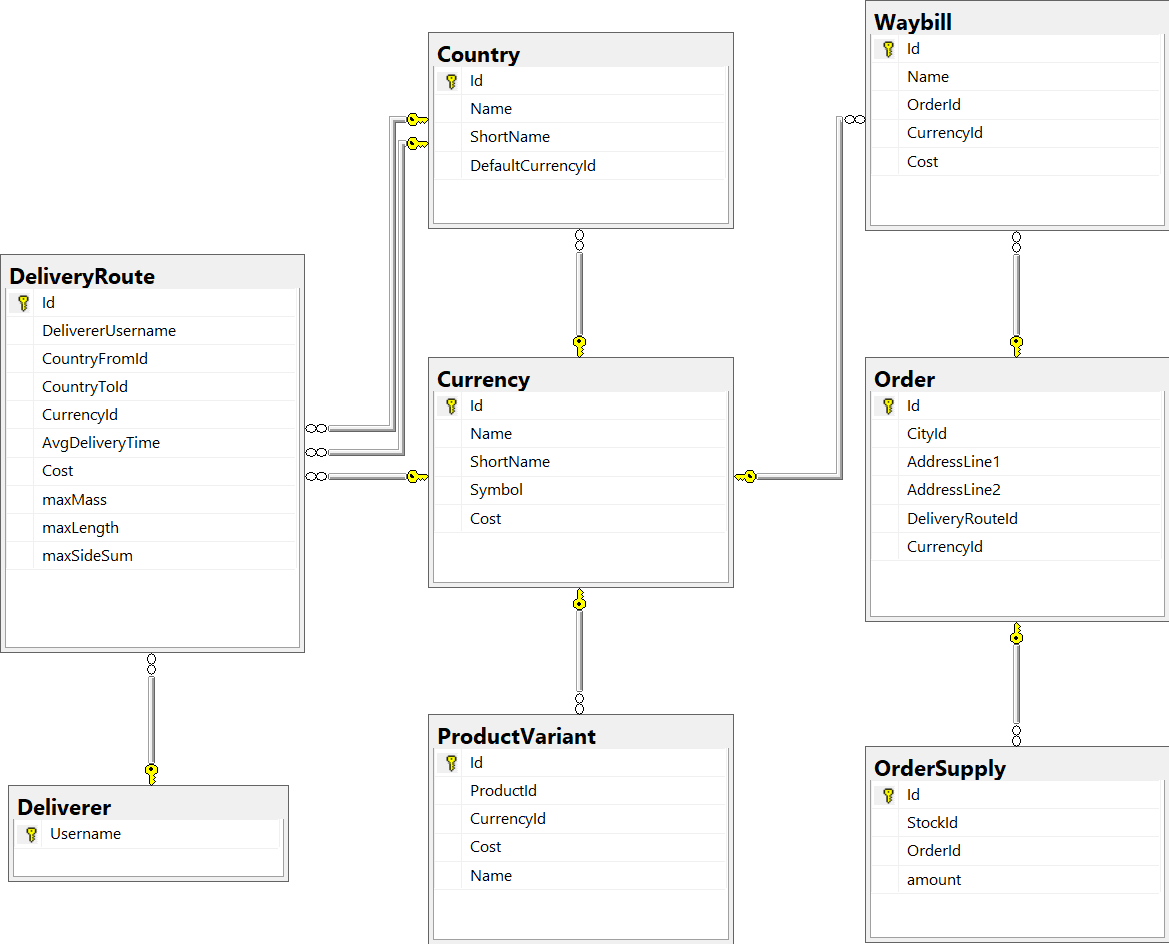 Country
Id
Name
ShortName
DefaultCurrencyId
Waybill
Id
Name
OrderId
CurrencyId
Cost
DeliveryRoute
Id
DelivererUsername
CountryFromId
CountryToId
CurrencyId
AvgDeliveryTime
Cost
maxMass
maxLength
maxSideSum
Currency
Id
Name
ShortName
Symbol
Cost
Order
Id
CityId
AddressLine1
AddressLine2
DeliveryRouteId
CurrencyId
Deliverer
Username
ProductVariant
Id
ProductId
CurrencyId
Cost
Name
OrderSupply
Id
StockId
OrderId
amount